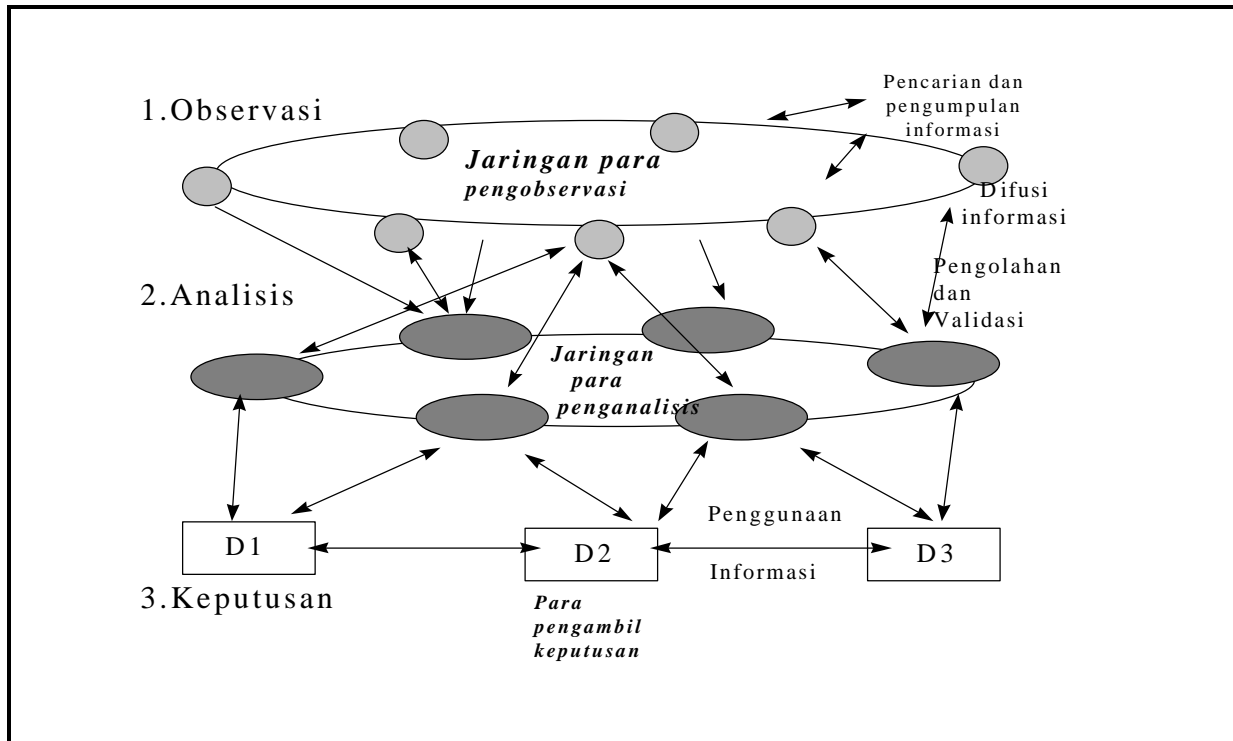 Pencarian dan
pengumpulan
informasi
1.Observasi
Jaringan para
pengobservasi
Difusi
informasi
Pengolahan
dan
Validasi
2.Analisis
Jaringan
para
penganalisis
D1
D2
D3
Penggunaan
Informasi
3.Keputusan
Para
pengambil
keputusan